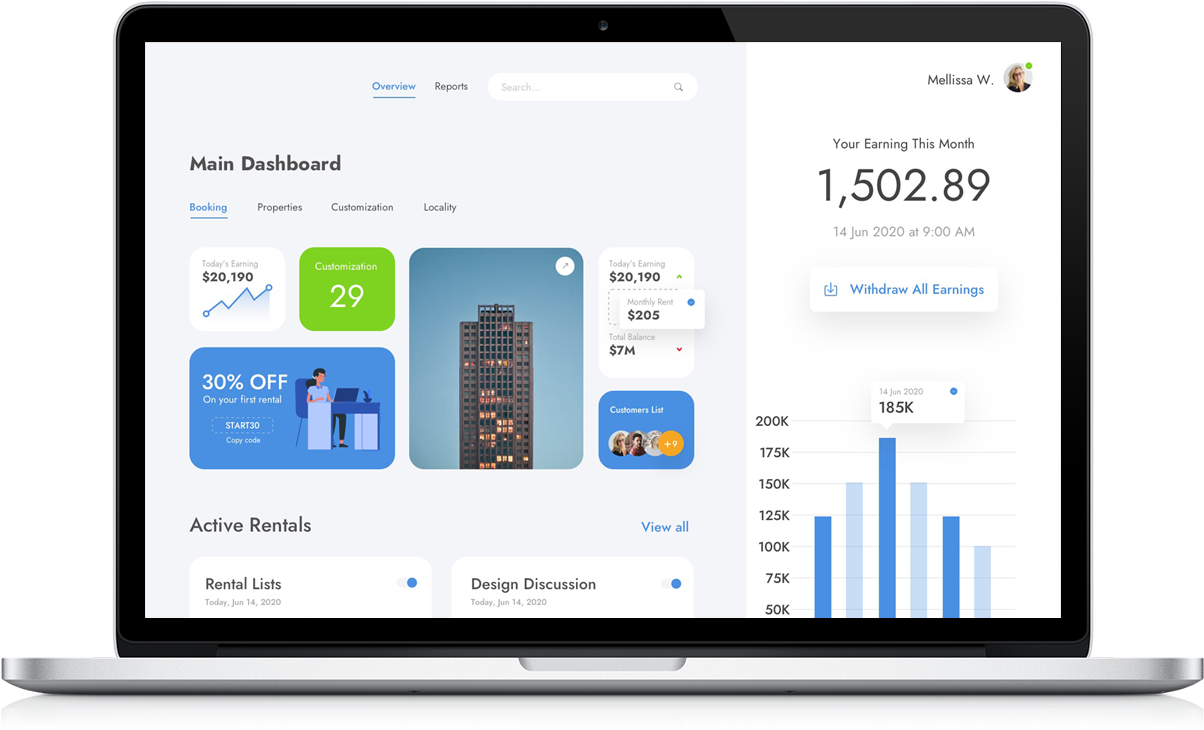 Overview
Reports
Search...
Mellissa W.
Main Dashboard
Booking
Properties
Customization
Locality
Today's Earning
$20,190
Customization
29
30% OFF
On your first rental
START30
Copy code
Today's Earning
$20,190
Monthly Rent
$205
Total Balance
$7M
Customers List
+9
Active Rentals
View all
Rental Lists
Today, Jun 14, 2020
Design Discussion
Today, Jun 14, 2020
Your Earning This Month
1,502.89
14 Jun 2020 at 9:00 AM
Withdraw All Earnings
14 Jun 2020
185K
200K
175K
150K
125K
100K
75K
50K